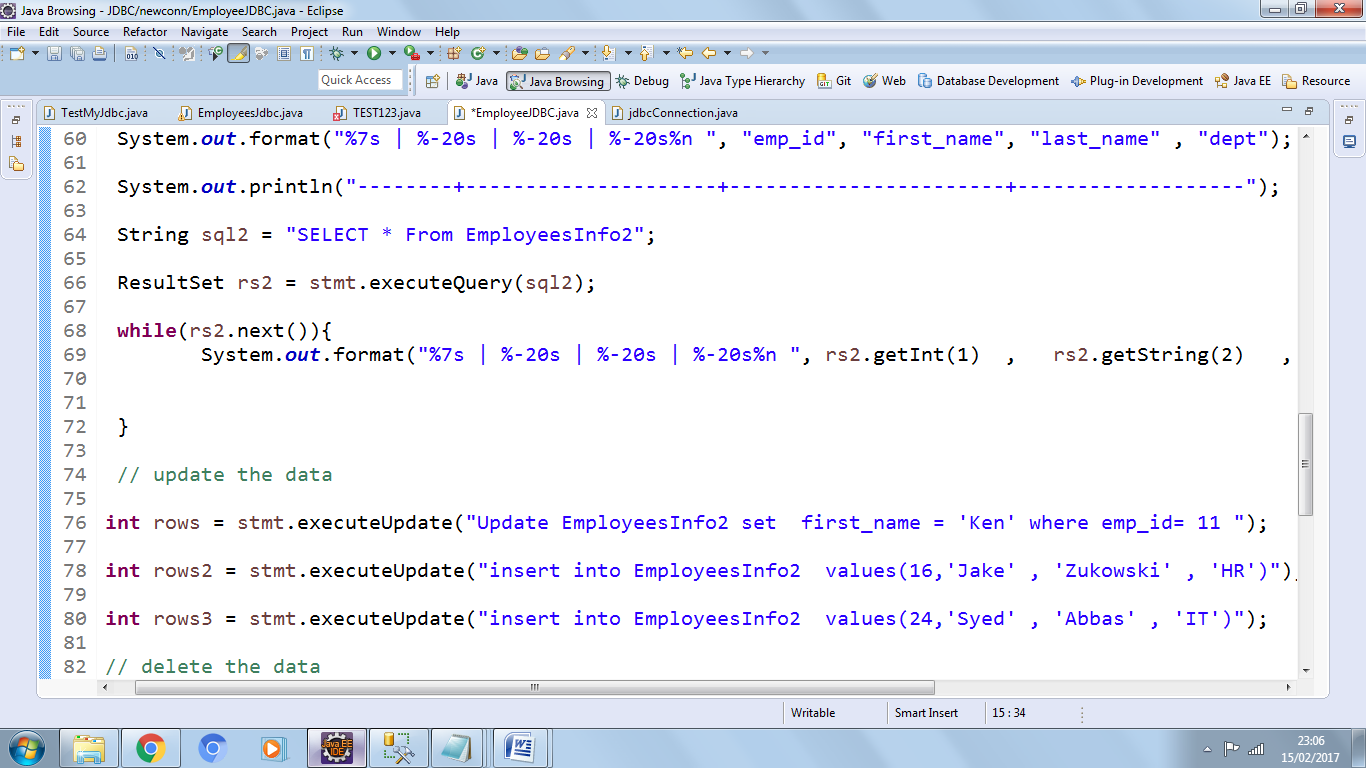 Java Browsing - JDBC/newconn/EmployeeJDBC.java - Eclipse
File Edit Source Refactor Navigate Search Project Run Window Help
Quick Access Java Java Browsing Debug Java Type Hierarchy Git Web Database Development Plug-in Development Java EE Resource
TestMyJdbc.java EmployeesJdbc.java TEST123.java *EmployeeJDBC.java jdbcConnection.java
60 System.out.format("%7s | %-20s | %-20s | %-20s%n ", "emp_id", "first_name", "last_name" , "dept");
61
62 System.out.println("--------+---------------------+-----------------------+-------------------");
63
64 String sql2 = "SELECT * From EmployeesInfo2";
65
66 ResultSet rs2 = stmt.executeQuery(sql2);
67
68 while(rs2.next()){
69 System.out.format("%7s | %-20s | %-20s | %-20s%n ", rs2.getInt(1) , rs2.getString(2) ,
70
71
72 }
73
74 // update the data
75
76 int rows = stmt.executeUpdate("Update EmployeesInfo2 set  first_name = 'Ken' where emp_id= 11 ");
77
78 int rows2 = stmt.executeUpdate("insert into EmployeesInfo2  values(16,'Jake' , 'Zukowski' , 'HR')");
79
80 int rows3 = stmt.executeUpdate("insert into EmployeesInfo2  values(24,'Syed' , 'Abbas' , 'IT')");
81
82 // delete the data
Writable Smart Insert 15 : 34
Java EE
IDE
23:06
15/02/2017